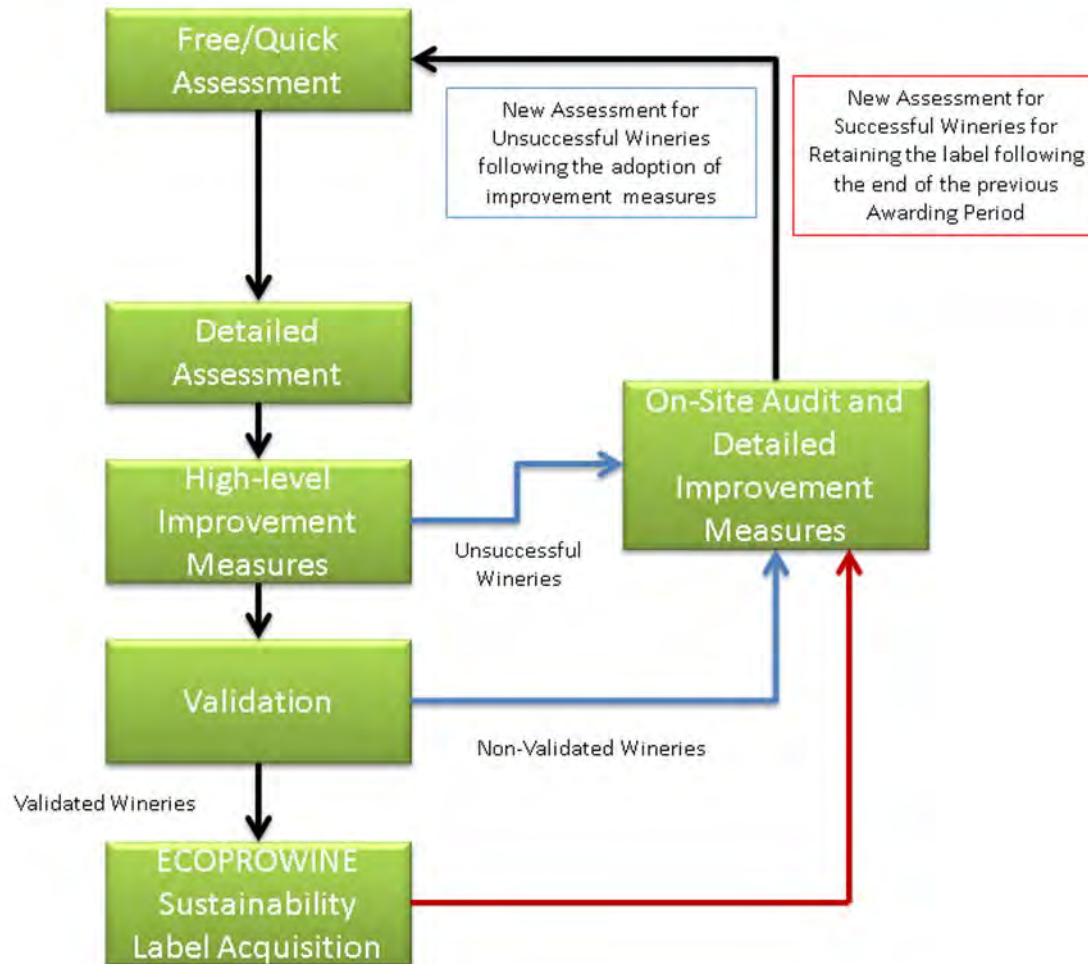 Free/Quick
Assessment
New Assessment for
Unsuccessful Wineries
following the adoption of
improvement measures
New Assessment for
Successful Wineries for
Retaining the label following
the end of the previous
Awarding Period
Detailed
Assessment
On-Site Audit and
Detailed
Improvement
Measures
High-level
Improvement
Measures
Unsuccessful
Wineries
Validation
Non-Validated Wineries
Validated Wineries
ECOPROWINE
Sustainability
Label Acquisition